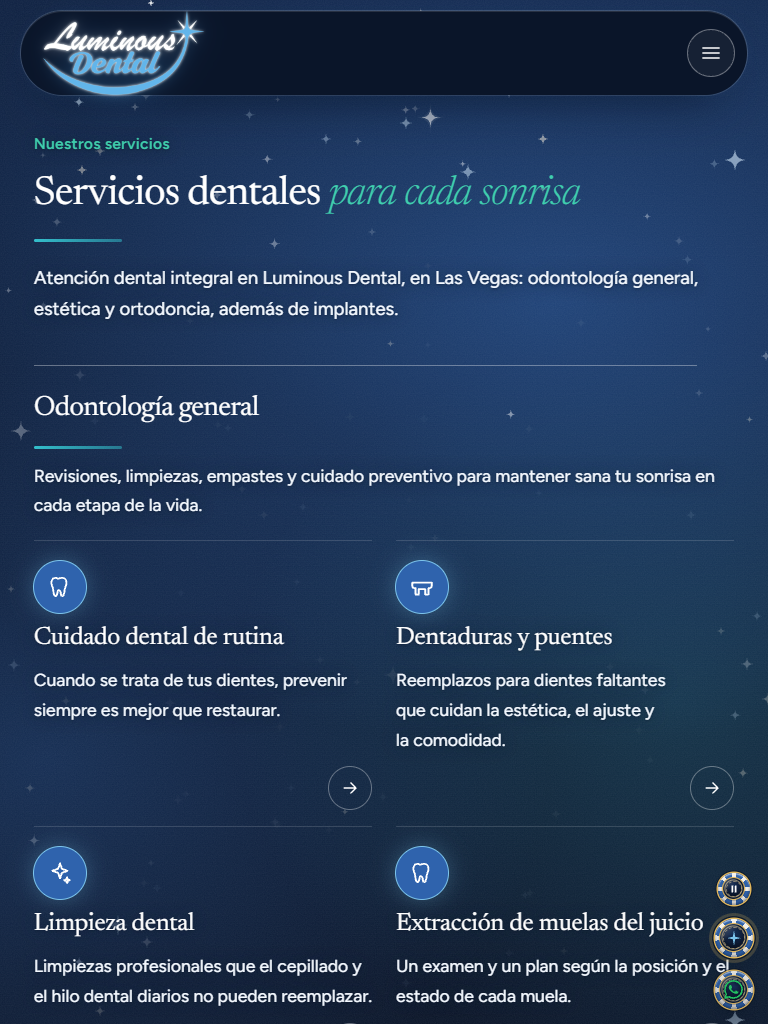 Luminous
Dental
Nuestros servicios
Servicios dentales para cada sonrisa
Atención dental integral en Luminous Dental, en Las Vegas: odontología general,
estética y ortodoncia, además de implantes.
Odontología general
Revisiones, limpiezas, empastes y cuidado preventivo para mantener sana tu sonrisa en
cada etapa de la vida.
Cuidado dental de rutina
Cuando se trata de tus dientes, prevenir
siempre es mejor que restaurar.
Dentaduras y puentes
Reemplazos para dientes faltantes
que cuidan la estética, el ajuste y
la comodidad.
Limpieza dental
Limpiezas profesionales que el cepillado y
el hilo dental diarios no pueden reemplazar.
Extracción de muelas del juicio
Un examen y un plan según la posición y el
estado de cada muela.